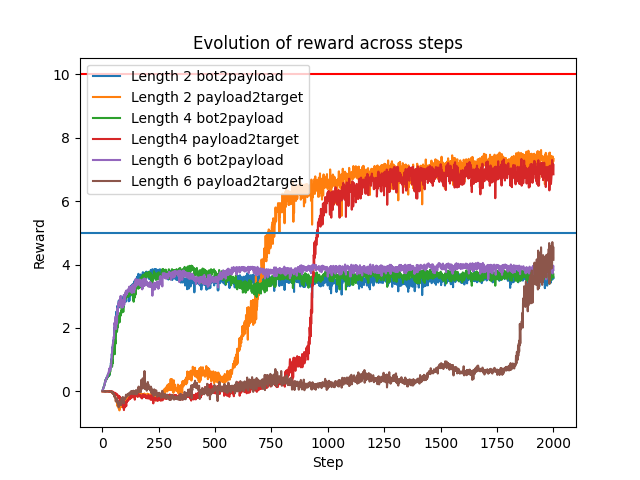 Evolution of reward across steps
10
8
6
4
2
0
Reward
Length 2 bot2payload
Length 2 payload2target
Length 4 bot2payload
Length4 payload2target
Length 6 bot2payload
Length 6 payload2target
0 250 500 750 1000 1250 1500 1750 2000
Step